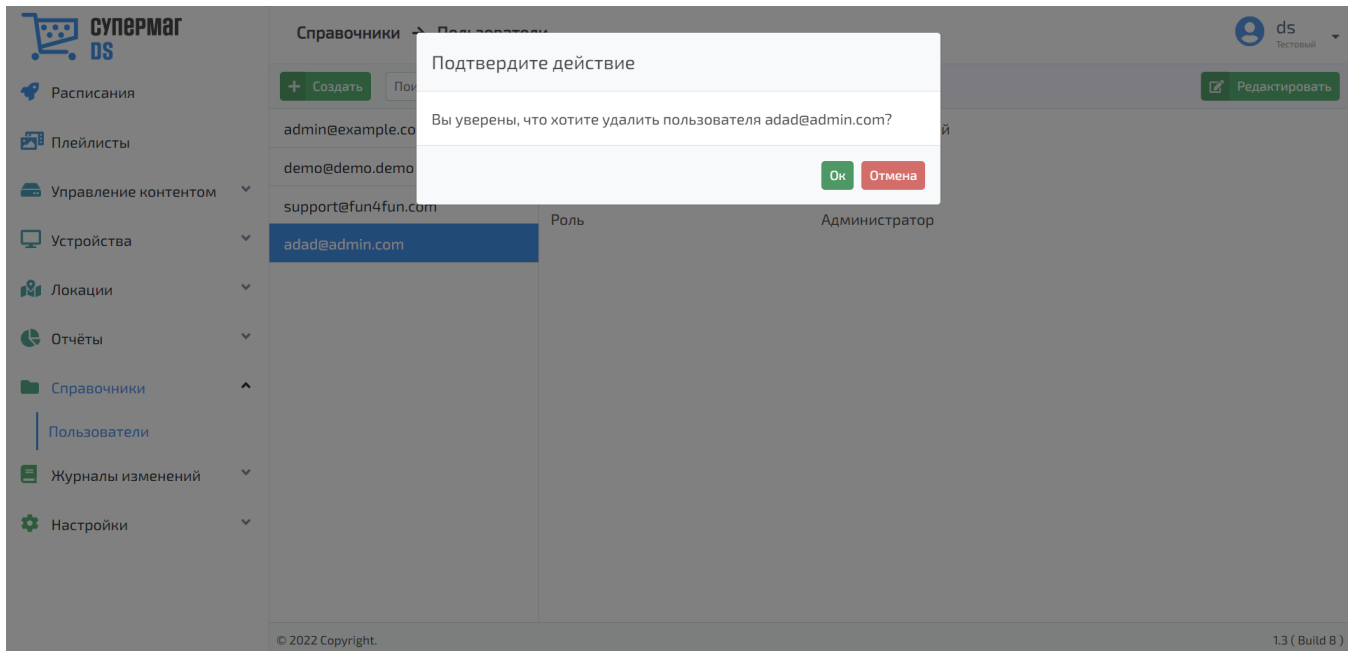 Супермаг
DS
Расписания
Плейлисты
Управление контентом
Устройства
Локации
Отчёты
Справочники
Пользователи
Журналы изменений
Настройки
Справочники → Пользователи
ds
Тестовый
Создать
Редактировать
admin@example.co
demo@demo.demo
support@fun4fun.com
adad@admin.com
Подтвердите действие
Вы уверены, что хотите удалить пользователя adad@admin.com?
Ок Отмена
Роль Администратор
© 2022 Copyright.
1.3 ( Build 8 )